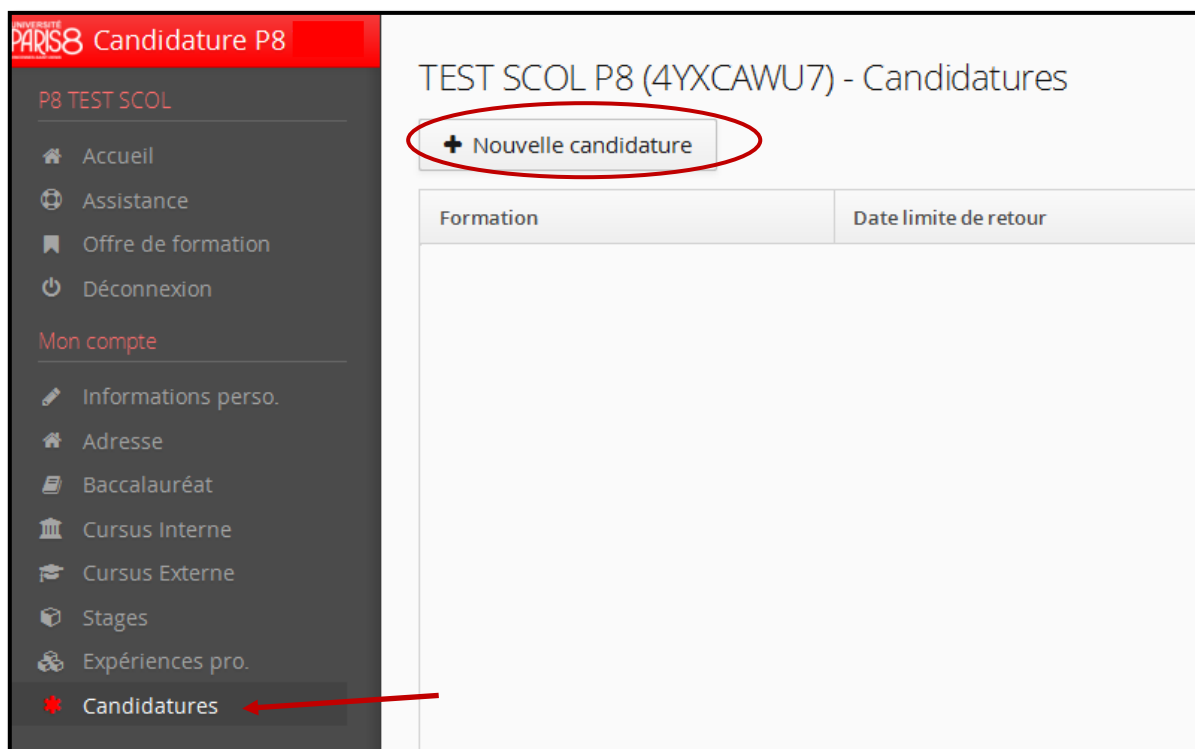 UNIVERSITÉ
PARIS8 Candidature P8
P8 TEST SCOL
Accueil
Assistance
Offre de formation
Déconnexion
Mon compte
Informations perso.
Adresse
Baccalauréat
Cursus Interne
Cursus Externe
Stages
Expériences pro.
Candidatures
TEST SCOL P8 (4YXCAWU7) - Candidatures
+ Nouvelle candidature
Formation Date limite de retour